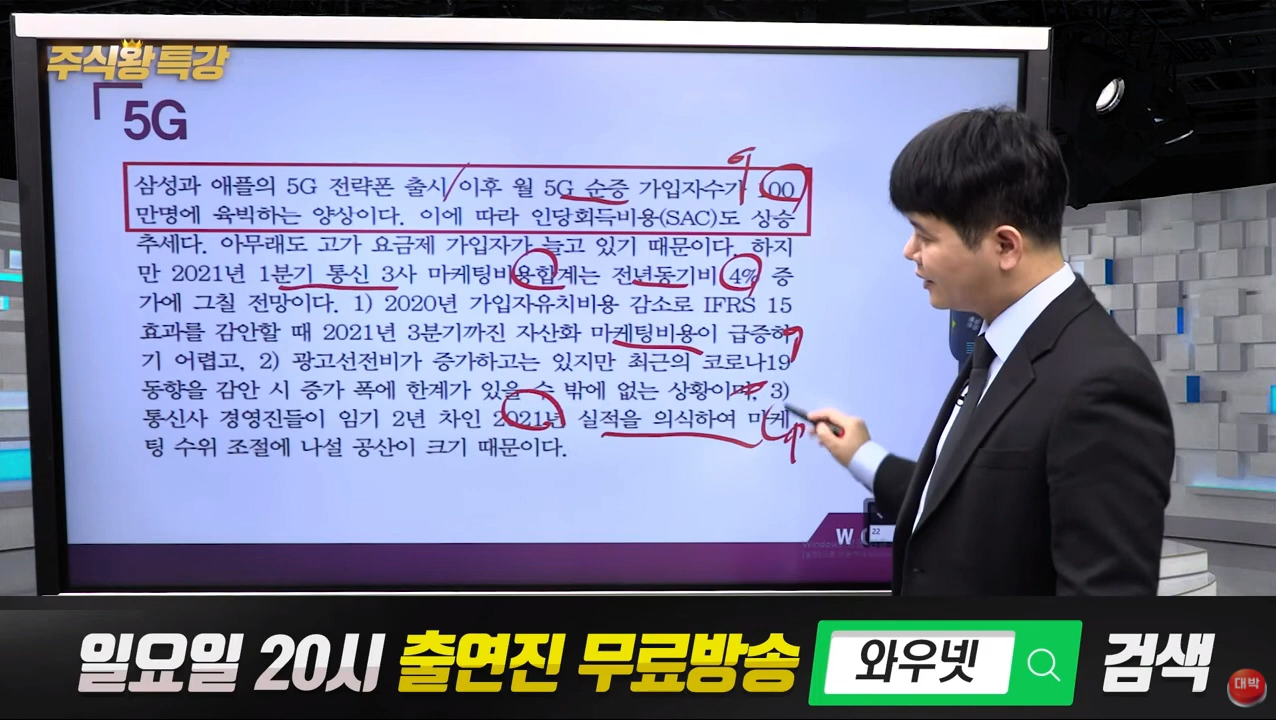 주식왕 특강
5G
삼성과 애플의 5G 전략폰 출시 이후 월 5G 순증 가입자수가 100
만명에 육박하는 양상이다. 이에 따라 인당회득비용(SAC)도 상승
추세다. 아무래도 고가 요금제 가입자가 늘고 있기 때문이다. 하지
만 2021년 1분기 통신 3사 마케팅비용합계는 전년동기비 4% 증
가에 그칠 전망이다. 1) 2020년 가입자유치비용 감소로 IFRS 15
효과를 감안할 때 2021년 3분기까진 자산화 마케팅비용이 급증하
기 어렵고, 2) 광고선전비가 증가하고는 있지만 최근의 코로나19
동향을 감안 시 증가 폭에 한계가 있을 수 밖에 없는 상황이며, 3)
통신사 경영진들이 임기 2년 차인 2021년 실적을 의식하여 마케
팅 수위 조절에 나설 공산이 크기 때문이다.
W
22
일요일 20시 출연진 무료방송 와우넷 검색
대박